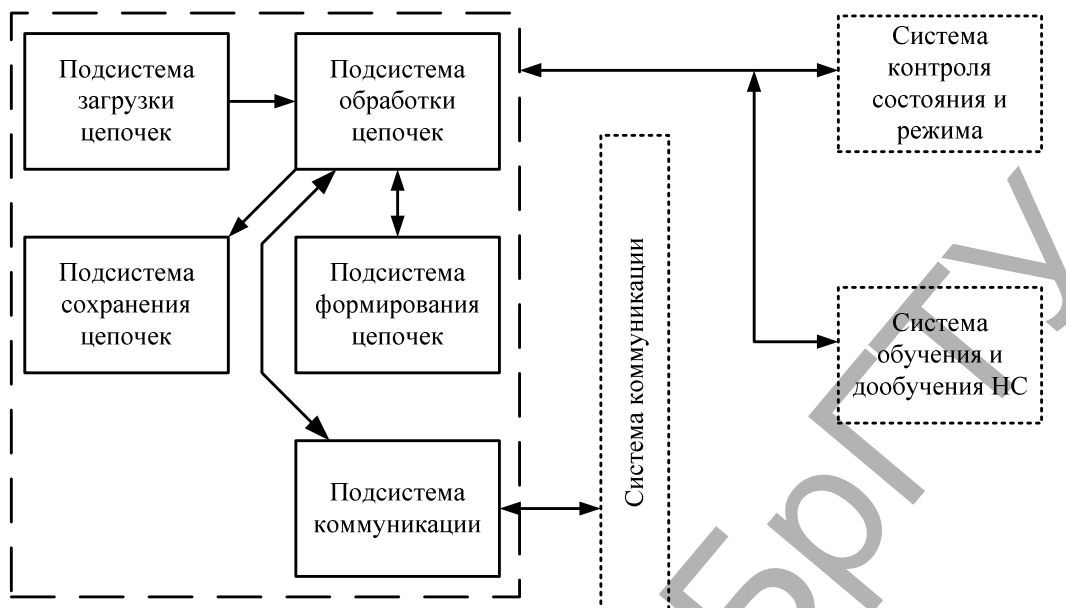 Подсистема
загрузки
цепочек
Подсистема
обработки
цепочек
Система
контроля
состояния и
режима
Подсистема
сохранения
цепочек
Подсистема
формирования
цепочек
Система коммуникации
Система
обучения и
дообучения НС
Подсистема
коммуникации
БрГТУ